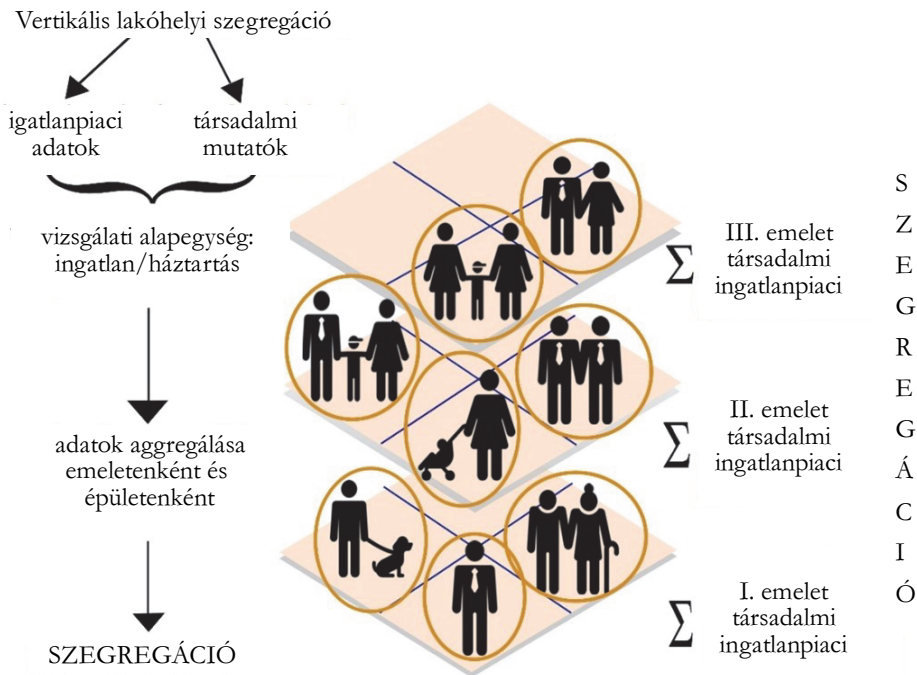 Vertikális lakóhelyi szegregáció
igatlanpiaci
adatok
társadalmi
mutatók
vizsgálati alapegység:
ingatlan/háztartás
adatok aggregálása
emeletenként és
épületenként
SZEGREGÁCIÓ
∑
III. emelet
társadalmi
ingatlanpiaci
∑
II. emelet
társadalmi
ingatlanpiaci
∑
I. emelet
társadalmi
ingatlanpiaci
S
Z
E
G
R
E
G
Á
C
I
Ó